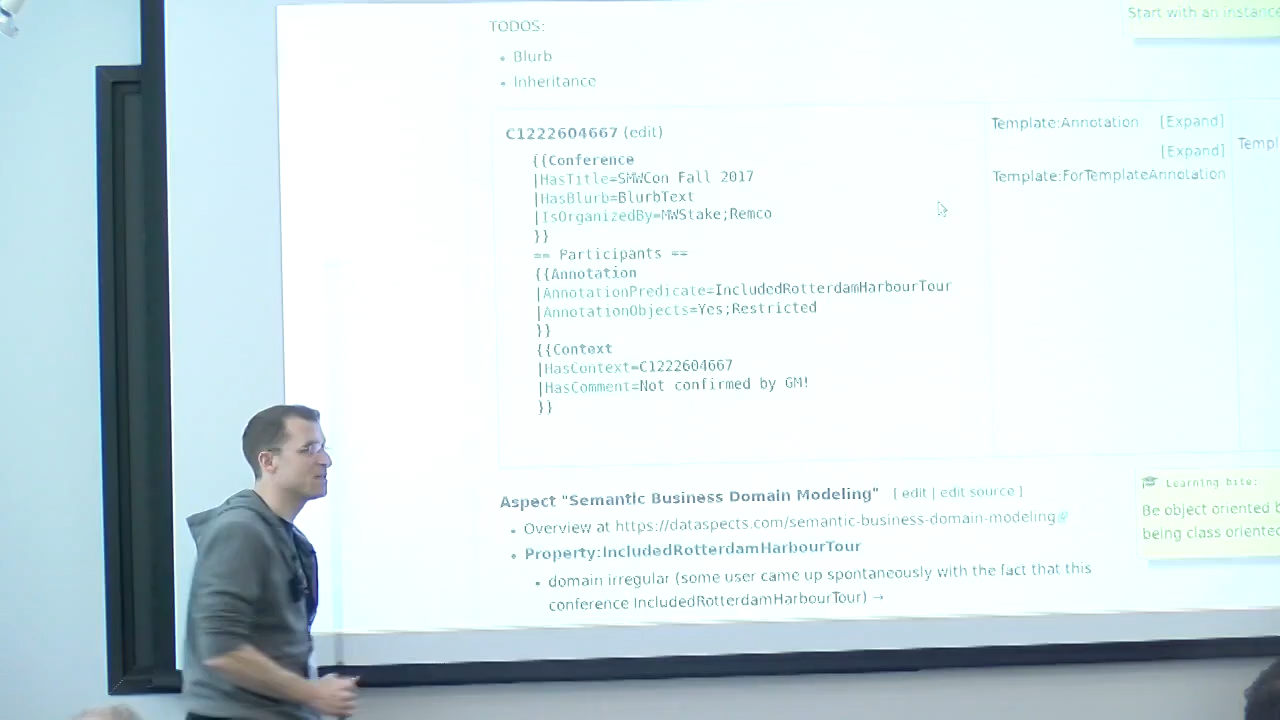 TODOS:
Start with an instance
• Blurb
• Inheritance
C1222604667 (edit)
{{Conference
|HasTitle=SMWCon Fall 2017
|HasBlurb=BlurbText
|IsOrganizedBy=MWStake;Remco
}}
== Participants ==
{{Annotation
|AnnotationPredicate=IncludedRotterdamHarbourTour
|AnnotationObjects=Yes;Restricted
}}
{{Context
|HasContext=C1222604667
|HasComment=Not confirmed by GM!
}}
Template:Annotation [Expand]
[Expand]
Templ
Template:ForTemplateAnnotation
Aspect "Semantic Business Domain Modeling" [ edit | edit source ]
• Overview at https://dataspects.com/semantic-business-domain-modeling
• Property:IncludedRotterdamHarbourTour
• domain irregular (some user came up spontaneously with the fact that this
conference IncludedRotterdamHarbourTour) →
Learning bite:
Be object oriented b
being class oriented